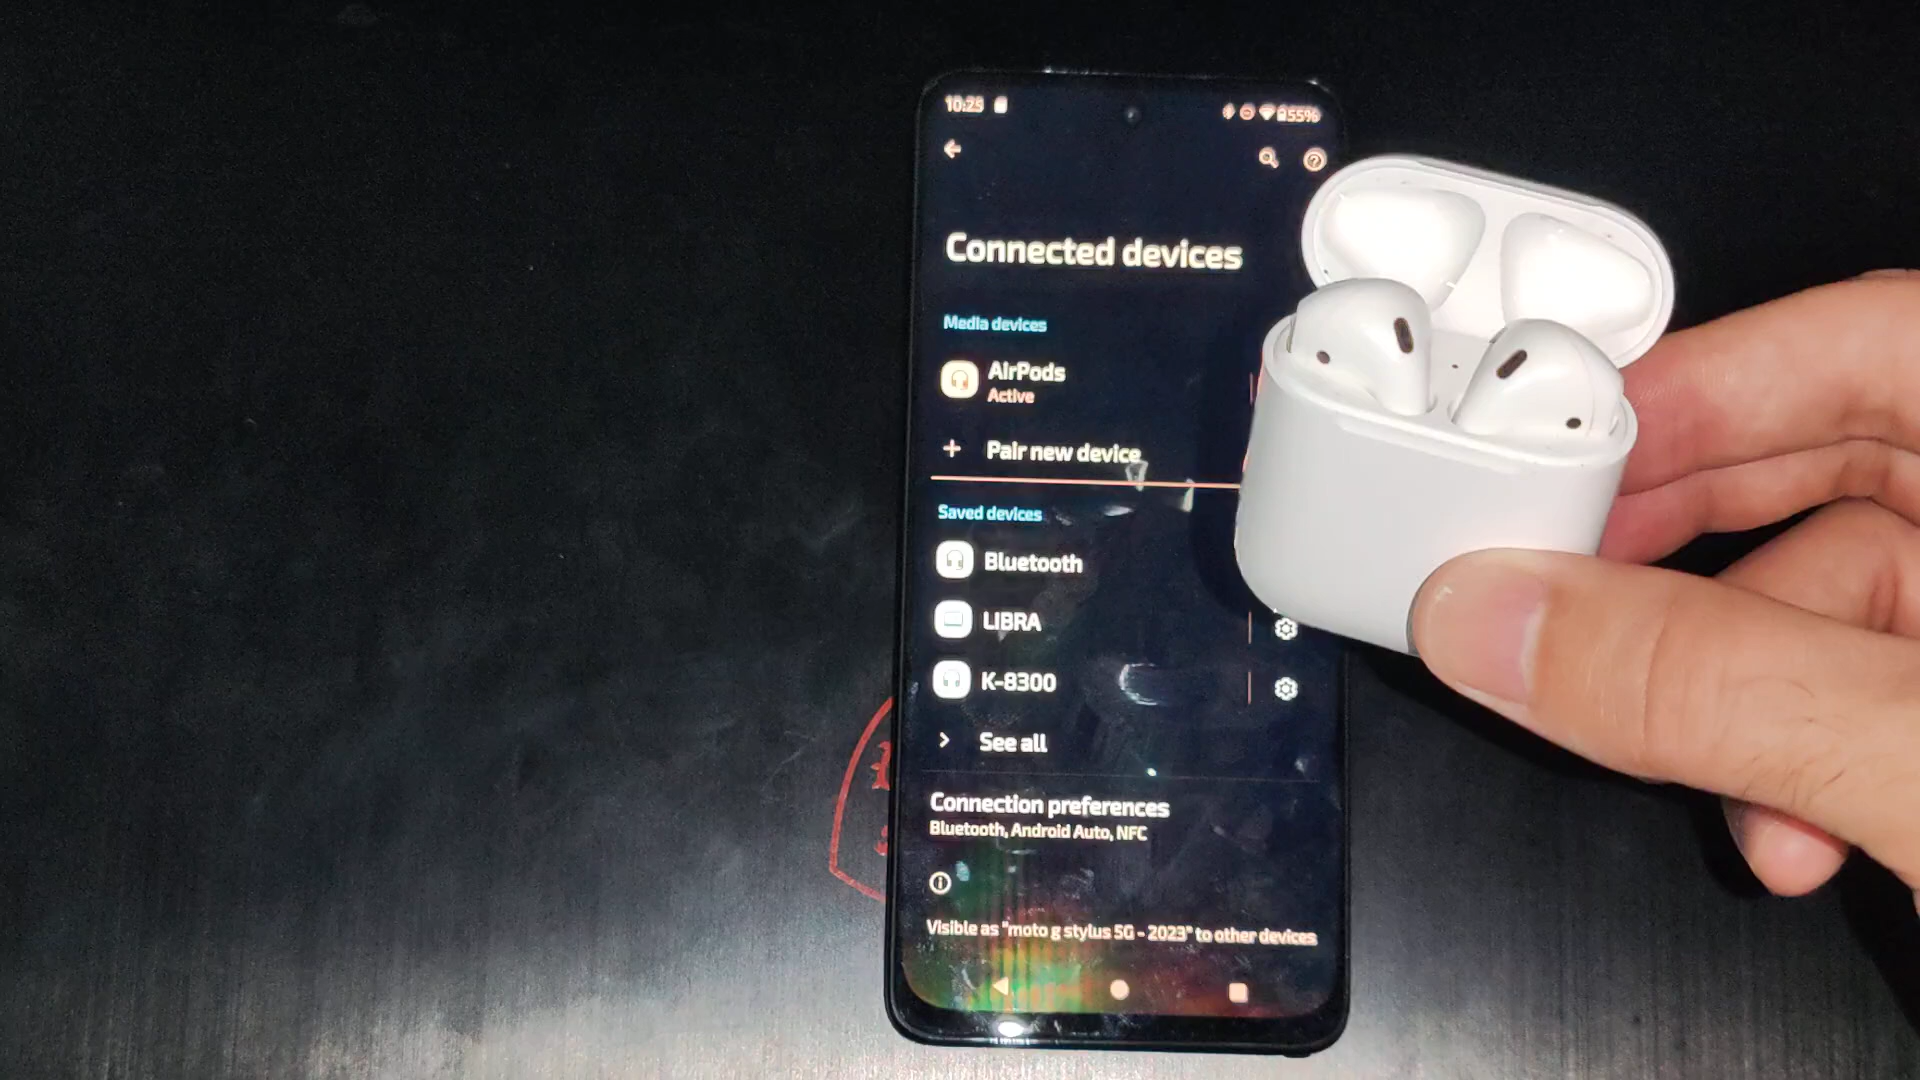 10:25
55%
Connected devices
Media devices
AirPods
Active
+ Pair new device
Saved devices
Bluetooth
LIBRA
K-8300
> See all
Connection preferences
Bluetooth, Android Auto, NFC
Visible as "moto g stylus 5G - 2023" to other devices